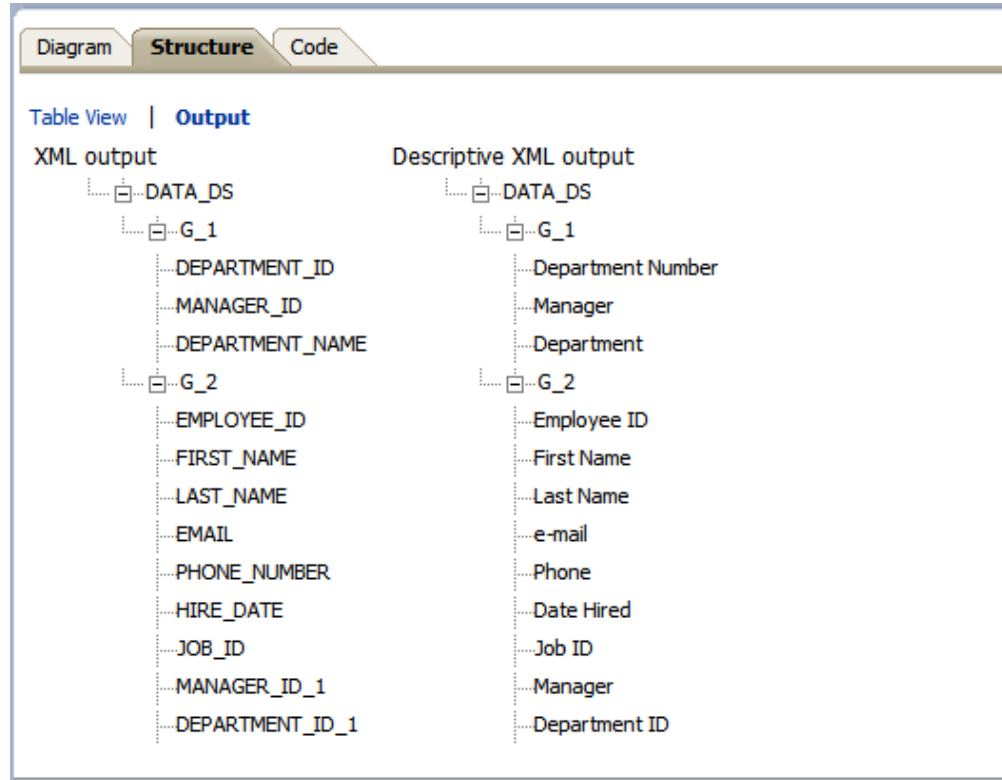 Diagram Structure Code
Table View | Output
XML output Descriptive XML output
DATA_DS DATA_DS
G_1 G_1
DEPARTMENT_ID Department Number
MANAGER_ID Manager
DEPARTMENT_NAME Department
G_2 G_2
EMPLOYEE_ID Employee ID
FIRST_NAME First Name
LAST_NAME Last Name
EMAIL e-mail
PHONE_NUMBER Phone
HIRE_DATE Date Hired
JOB_ID Job ID
MANAGER_ID_1 Manager
DEPARTMENT_ID_1 Department ID